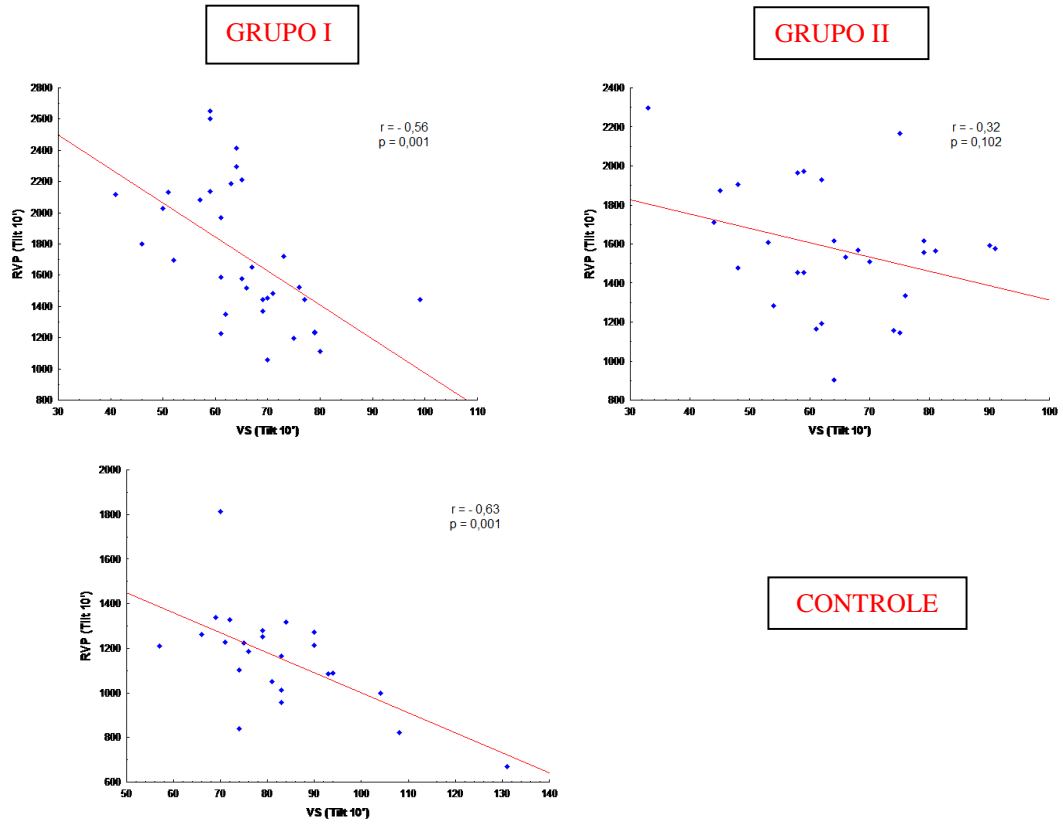 GRUPO I
GRUPO II
2800
2600
2400
2200
2000
1800
1600
1400
1200
1000
800
RVP (Tilt 10')
r = - 0,56
p = 0,001
30 40 50 60 70 80 90 100 110
VS (Tilt 10')
2400
2200
2000
1800
1600
1400
1200
1000
800
RVP (Tilt 10')
r = - 0,32
p = 0,102
30 40 50 60 70 80 90 100
VS (Tilt 10')
2000
1800
1600
1400
1200
1000
800
600
RVP (Tilt 10')
r = - 0,63
p = 0,001
50 60 70 80 90 100 110 120 130 140
VS (Tilt 10')
CONTROLE